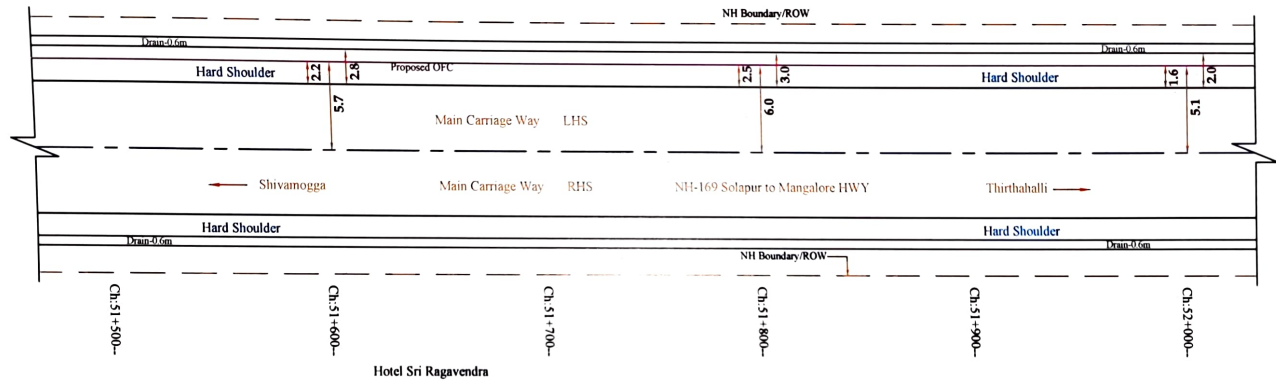 NH Boundary/ROW
Drain-0.6m
Drain-0.6m
Hard Shoulder
2.2
2.8
Proposed OFC
2.5
3.0
Hard Shoulder
1.6
2.0
5.7
6.0
5.1
Main Carriage Way LHS
Shivamogga
Main Carriage Way RHS
NH-169 Solapur to Mangalore HWY
Thirthahalli
Hard Shoulder
Hard Shoulder
Drain-0.6m
Drain-0.6m
NH Boundary/ROW
Ch:51+500--
Ch:51+600--
Ch:51+700--
Ch:51+800--
Ch:51+900--
Ch:52+000--
Hotel Sri Ragavendra